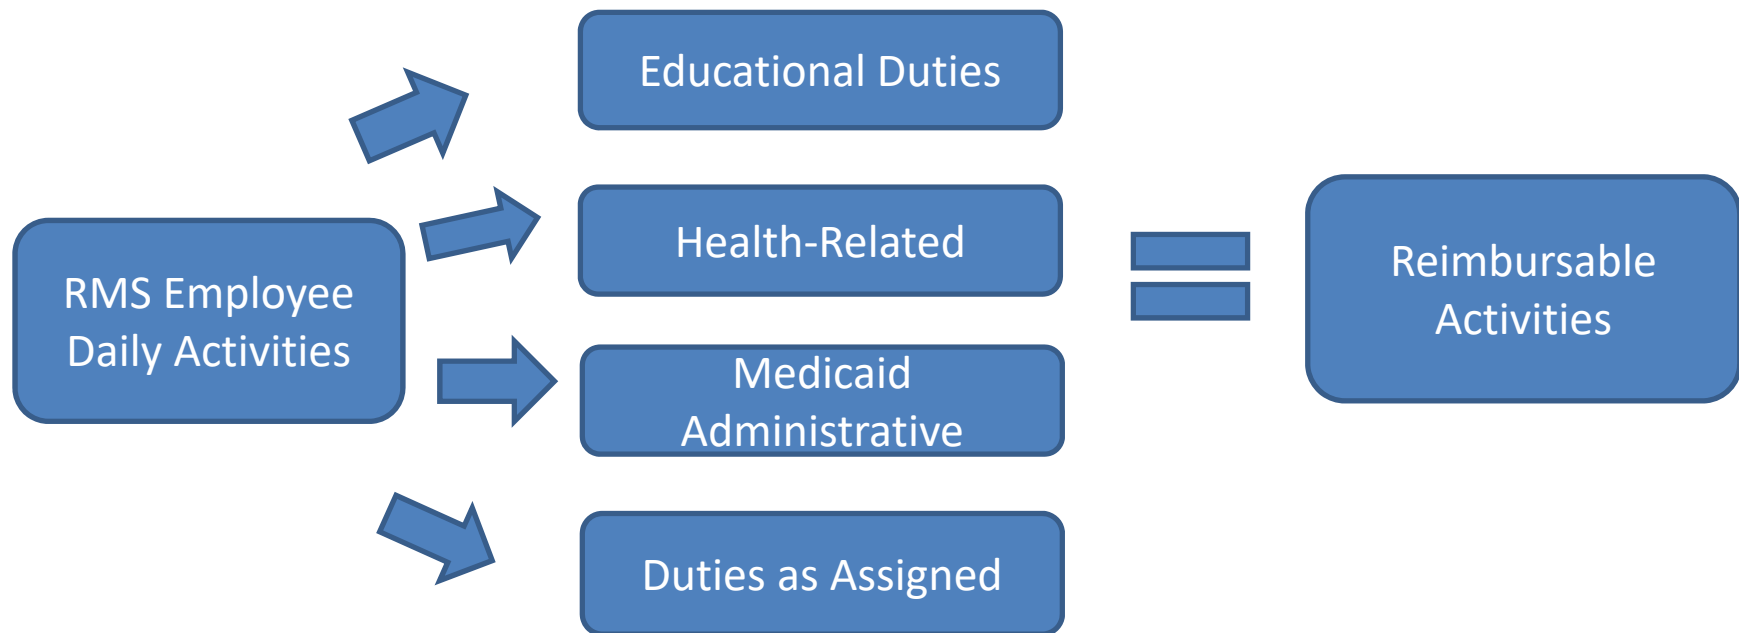 RMS Employee
Daily Activities
Educational Duties
Health-Related
Medicaid
Administrative
Duties as Assigned
Reimbursable
Activities